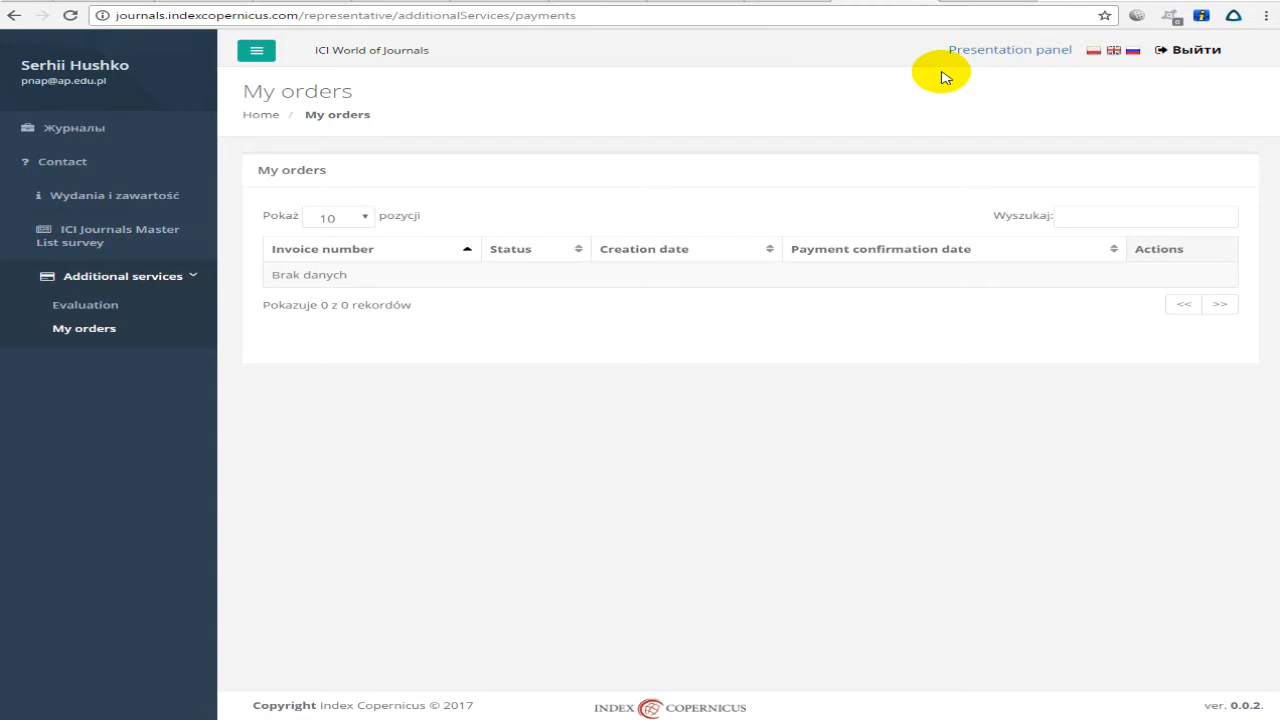 journals.indexcopernicus.com/representative/additionalServices/payments
Serhii Hushko
pnap@ap.edu.pl
ICI World of Journals
Presentation panel
Выйти
Журналы
Contact
Wydania i zawartość
ICI Journals Master
List survey
Additional services
Evaluation
My orders
My orders
Home / My orders
My orders
Pokaż 10 pozycji
Wyszukaj:
Invoice number Status Creation date Payment confirmation date Actions
Brak danych
Pokazuje 0 z 0 rekordów
<< >>
Copyright Index Copernicus © 2017
INDEX COPERNICUS
ver. 0.0.2.